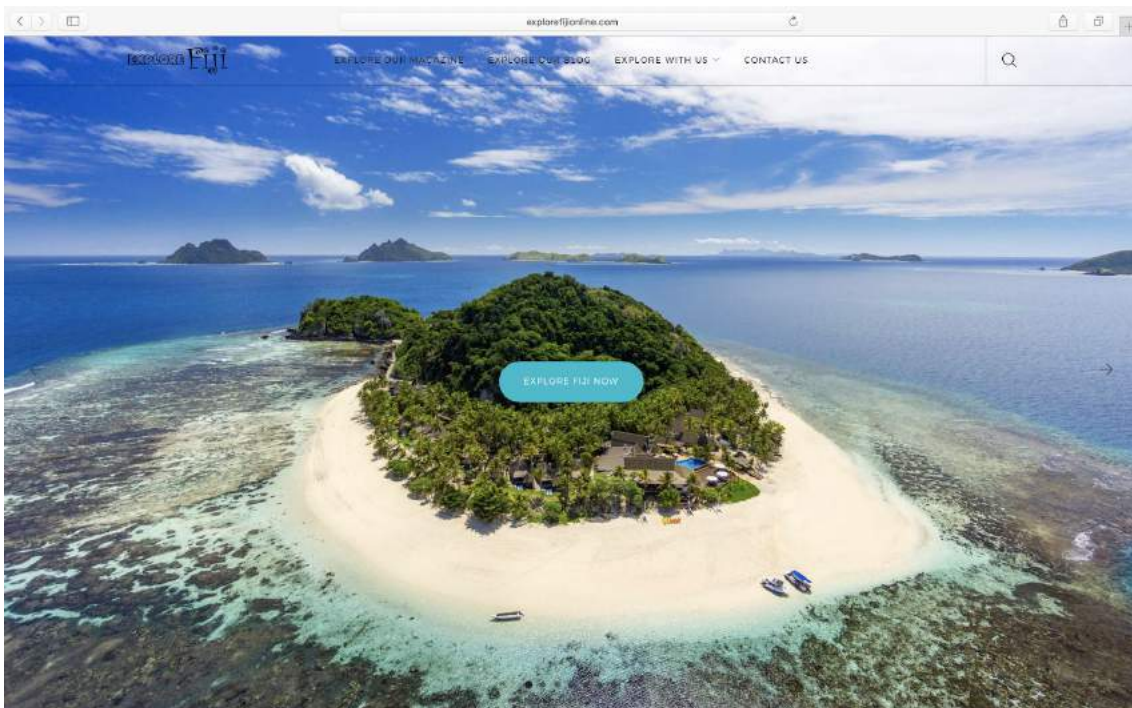 explorefijionline.com
EXPLORE Fiji
EXPLORE OUR MAGAZINE EXPLORE OUR BLOG EXPLORE WITH US CONTACT US
EXPLORE FIJI NOW